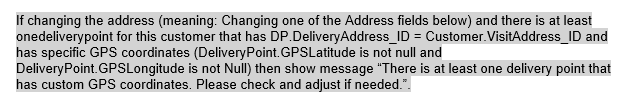 If changing the address (meaning: Changing one of the Address fields below) and there is at least
onedeliverypoint for this customer that has DP.DeliveryAddress_ID = Customer.VisitAddress_ID and
has specific GPS coordinates (DeliveryPoint.GPSLatitude is not null and
DeliveryPoint.GPSLongitude is not Null) then show message “There is at least one delivery point that
has custom GPS coordinates. Please check and adjust if needed.”.